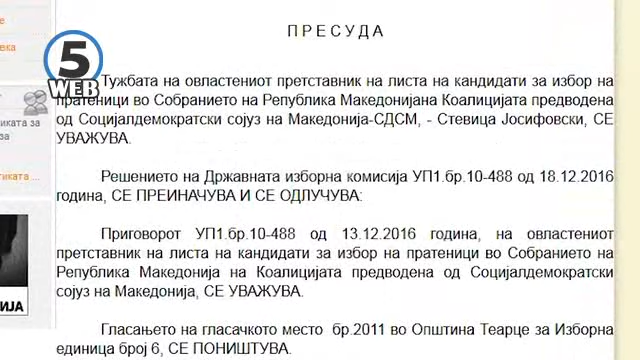 ПРЕСУДА
5
WEB
Тужбата на овластениот претставник на листа на кандидати за избор на
пратеници во Собранието на Република Македонијана Коалицијата предводена
од Социјалдемократски сојуз на Македонија-СДСМ, - Стевица Јосифовски, СЕ
УВАЖУВА.
Решението на Државната изборна комисија УП1.бр.10-488 од 18.12.2016
година, СЕ ПРЕИНАЧУВА И СЕ ОДЛУЧУВА:
Приговорот УП1.бр.10-488 од 13.12.2016 година, на овластениот
претставник на листа на кандидати за избор на пратеници во Собранието на
Република Македонија на Коалицијата предводена од Социјалдемократски
сојуз на Македонија, СЕ УВАЖУВА.
Гласањето на гласачкото место бр.2011 во Општина Теарце за Изборна
единица број 6, СЕ ПОНИШТУВА.